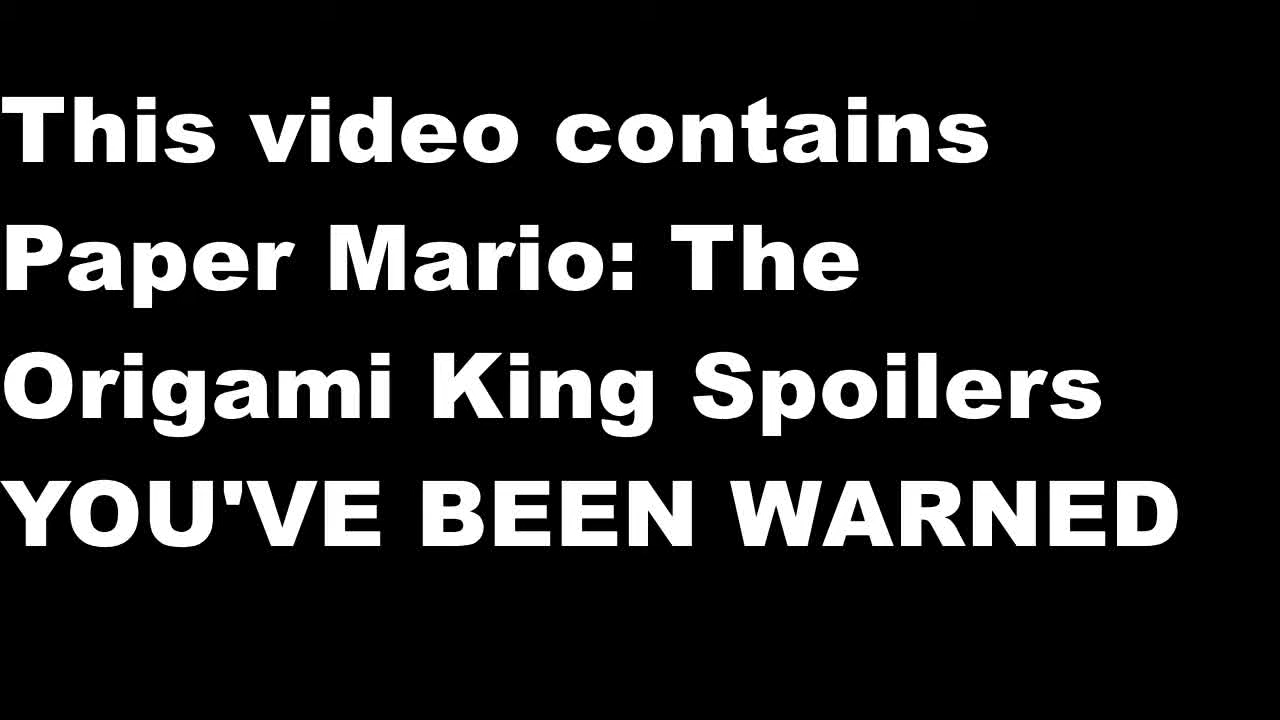 This video contains
Paper Mario: The
Origami King Spoilers
YOU'VE BEEN WARNED